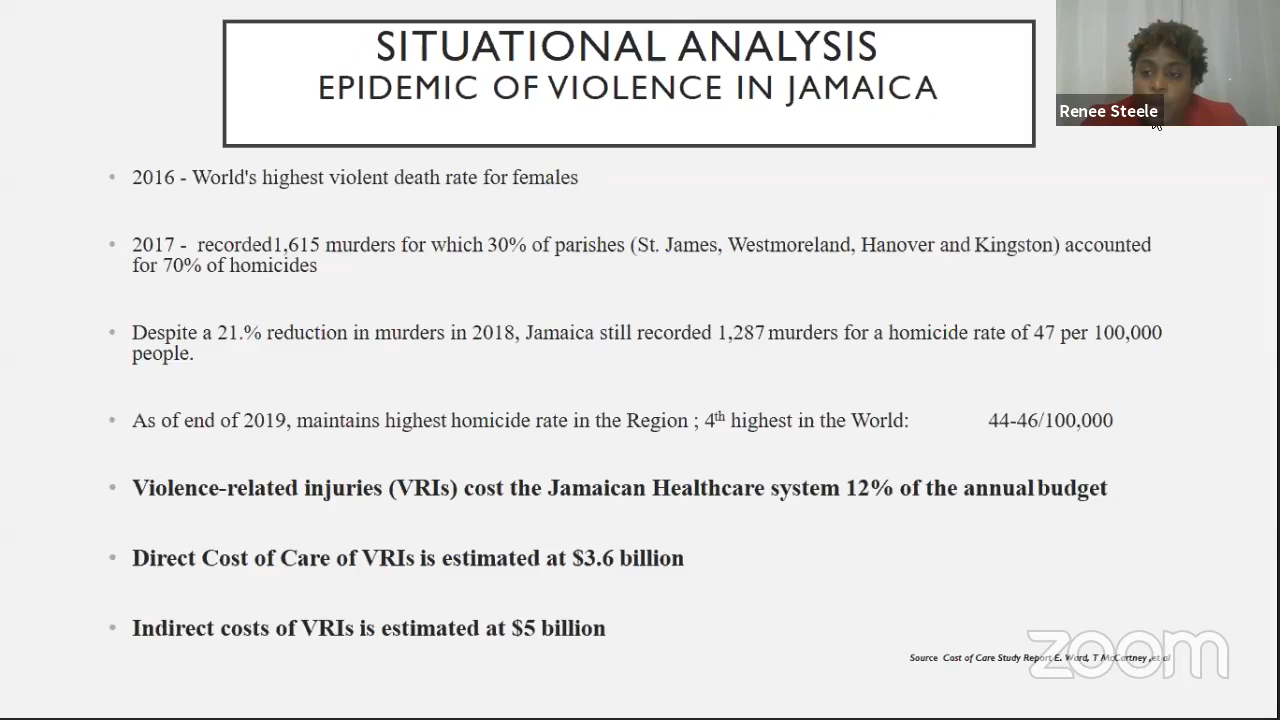 SITUATIONAL ANALYSIS
EPIDEMIC OF VIOLENCE IN JAMAICA
Renee Steele
• 2016 - World's highest violent death rate for females
• 2017 - recorded1,615 murders for which 30% of parishes (St. James, Westmoreland, Hanover and Kingston) accounted
for 70% of homicides
• Despite a 21.% reduction in murders in 2018, Jamaica still recorded 1,287 murders for a homicide rate of 47 per 100,000
people.
• As of end of 2019, maintains highest homicide rate in the Region ; 4th highest in the World: 44-46/100,000
• Violence-related injuries (VRIs) cost the Jamaican Healthcare system 12% of the annual budget
• Direct Cost of Care of VRIs is estimated at $3.6 billion
• Indirect costs of VRIs is estimated at $5 billion
Source Cost of Care Study Report E. Ward, T McCartney ,et al
zoom